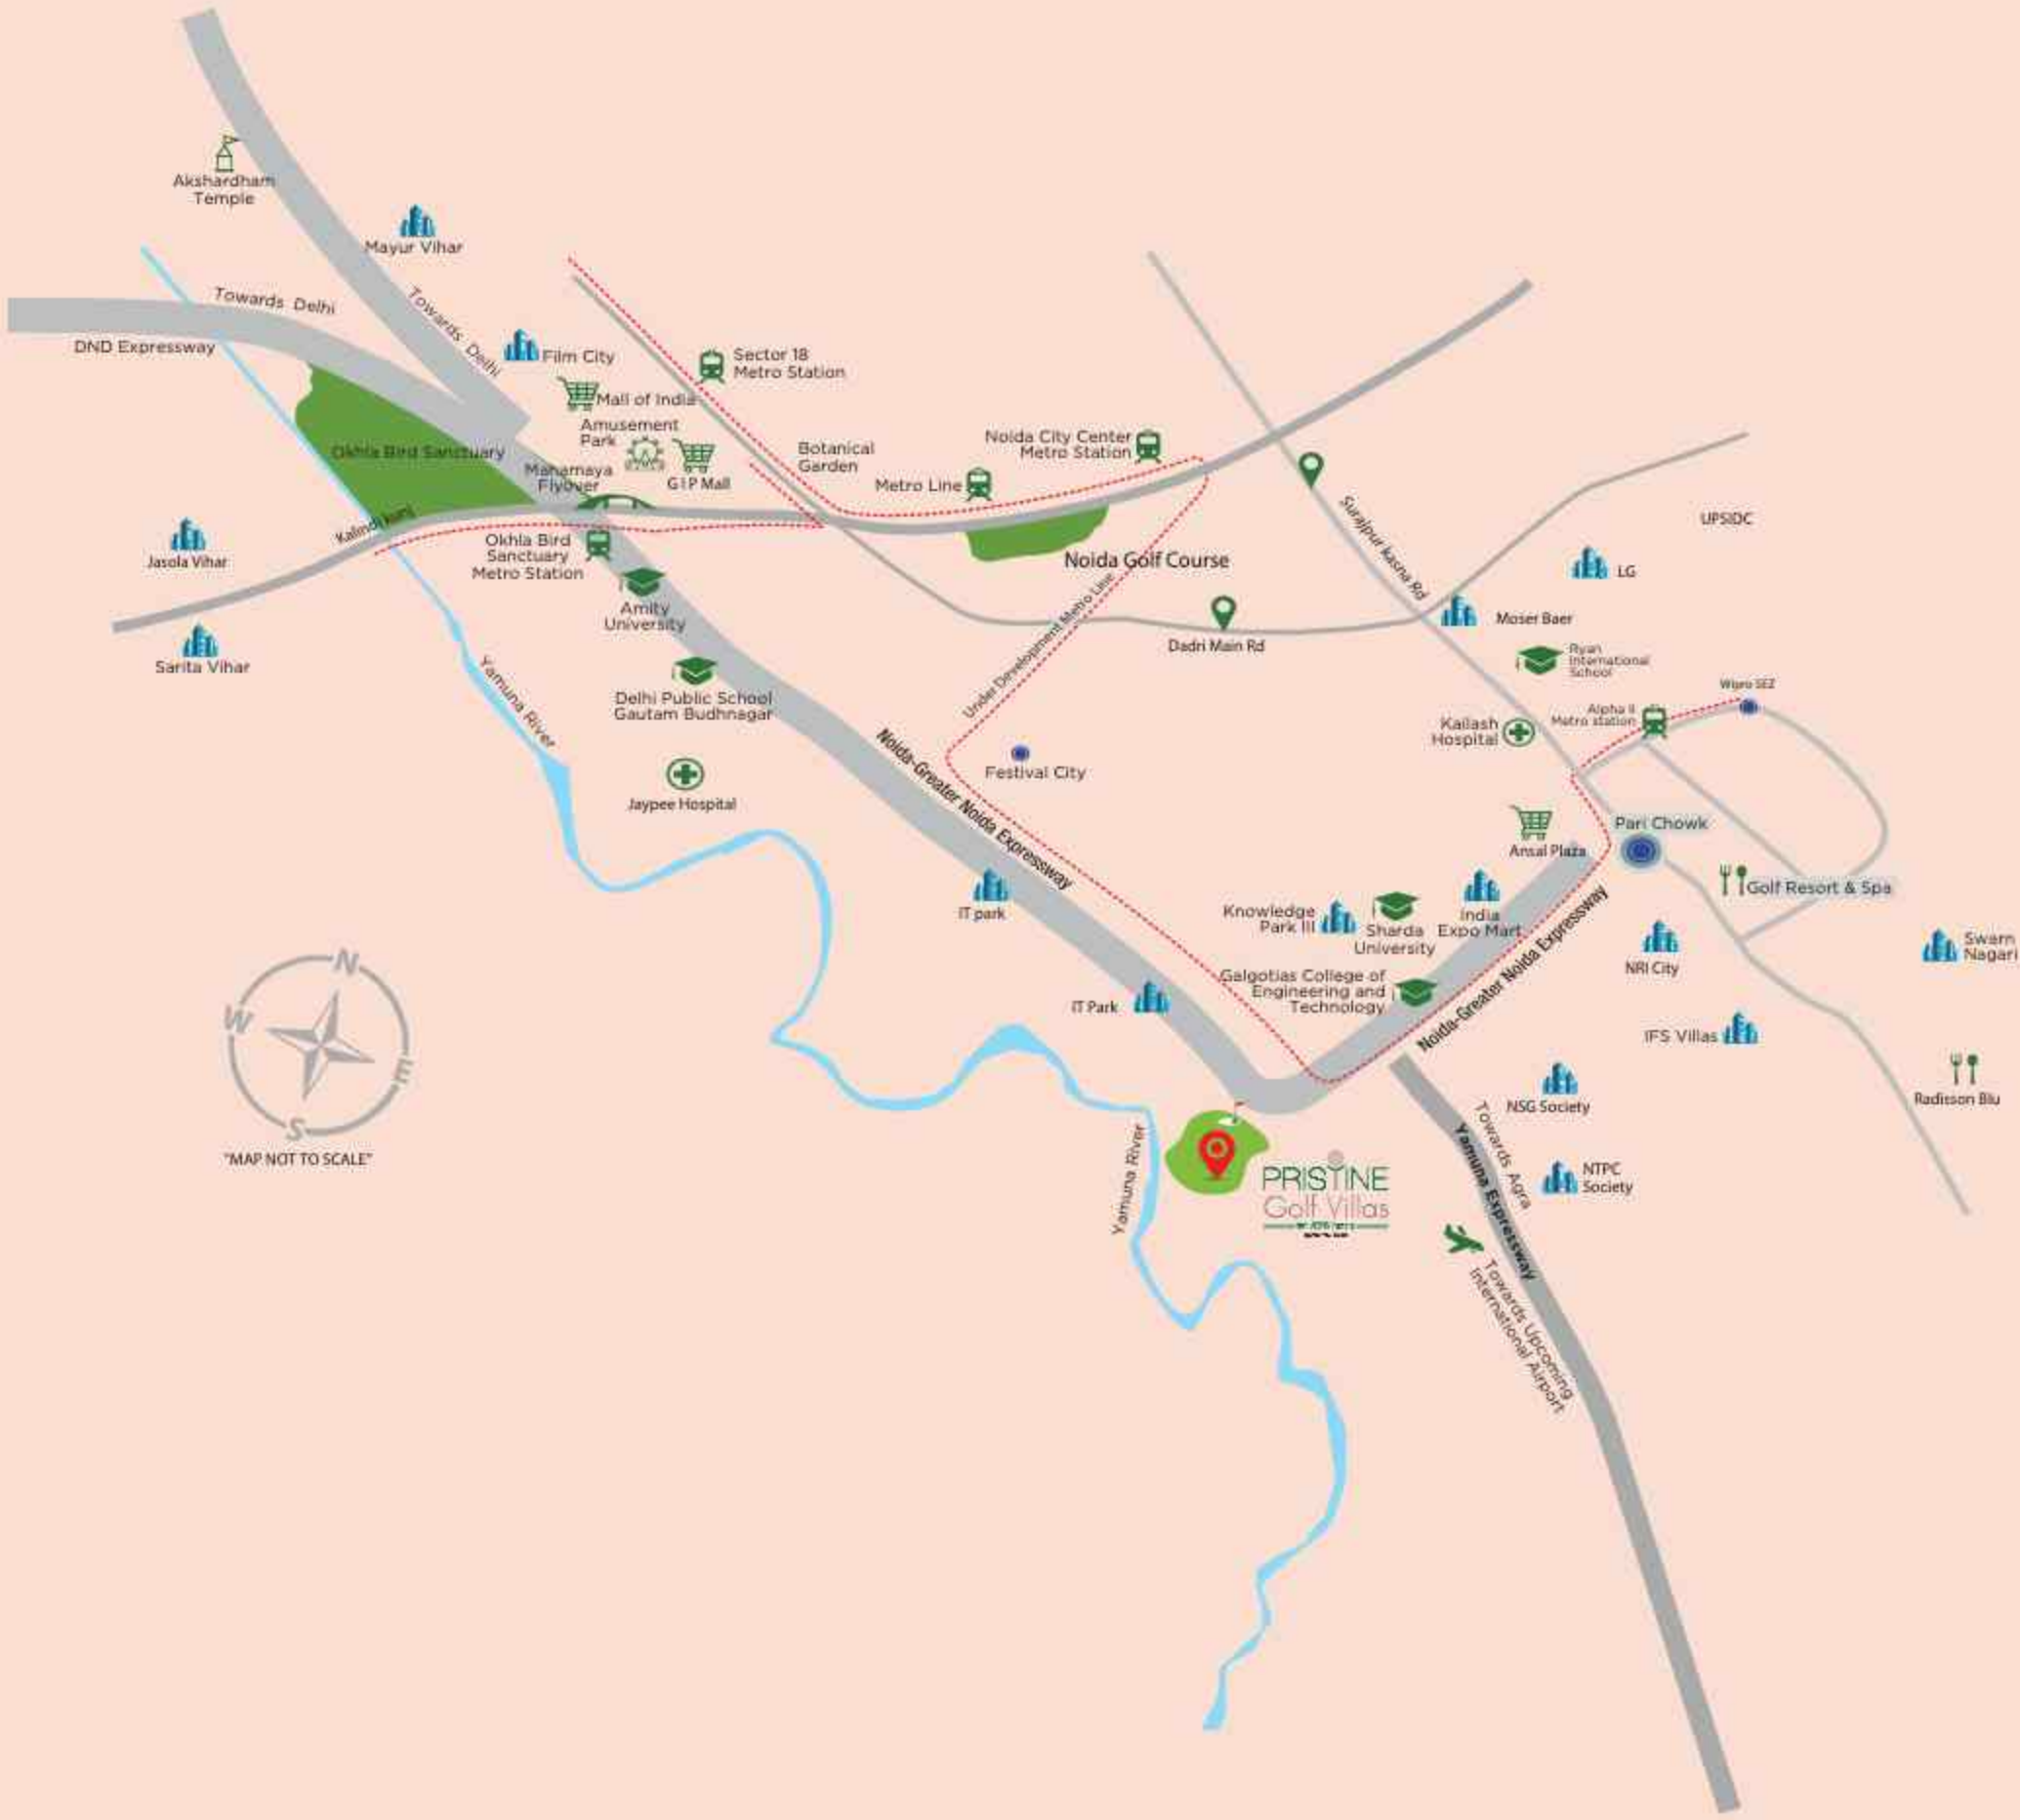 Akshardham
Temple
Mayur Vihar
Towards Delhi
Towards Delhi
DND Expressway
Film City
Sector 18
Metro Station
Mall of India
Amusement
Park
Okhla Bird Sanctuary
Mahamaya
Flyover
G I P Mall
Botanical
Garden
Noida City Center
Metro Station
Metro Line
Kalindi kunj
Surajpur kasna Rd
UPSIDC
Jasola Vihar
Okhla Bird
Sanctuary
Metro Station
Noida Golf Course
LG
Amity
University
Under Development Metro Line
Dadri Main Rd
Moser Baer
Sarita Vihar
Ryan
International
School
Yamuna River
Delhi Public School
Gautam Budhnagar
Wipro SEZ
Alpha II
Metro station
Kailash
Hospital
Noida-Greater Noida Expressway
Festival City
Jaypee Hospital
Pari Chowk
Ansal Plaza
Golf Resort & Spa
IT park
Knowledge
Park III
Sharda
University
India
Expo Mart
Noida-Greater Noida Expressway
NRI City
Swarn
Nagari
Galgotias College of
Engineering and
Technology
IT Park
IFS Villas
N
W
E
S
"MAP NOT TO SCALE"
NSG Society
Radisson Blu
Towards Agra
Yamuna Expressway
Yamuna River
PRISTINE
Golf Villas
NTPC
Society
Towards Upcoming
International Airport